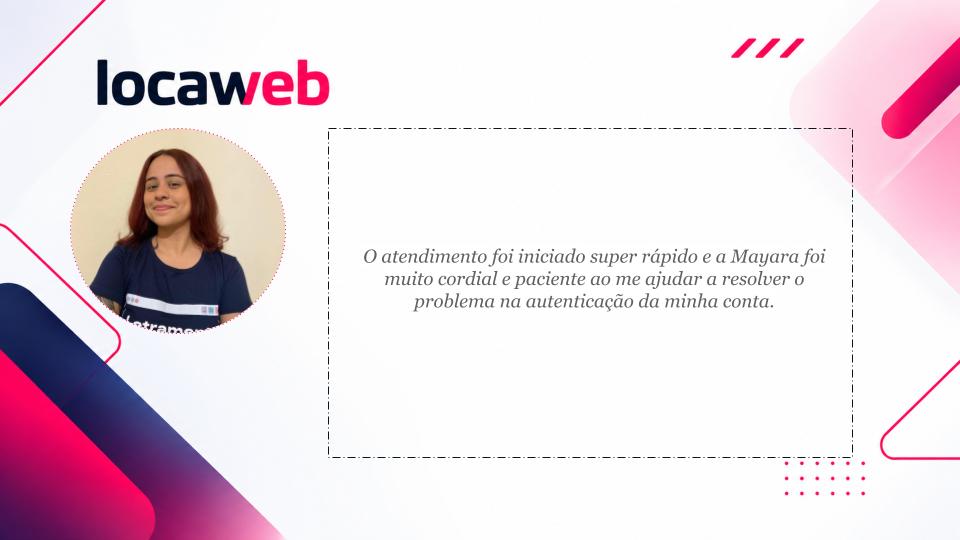 locaweb
O atendimento foi iniciado super rápido e a Mayara foi
muito cordial e paciente ao me ajudar a resolver o
problema na autenticação da minha conta.